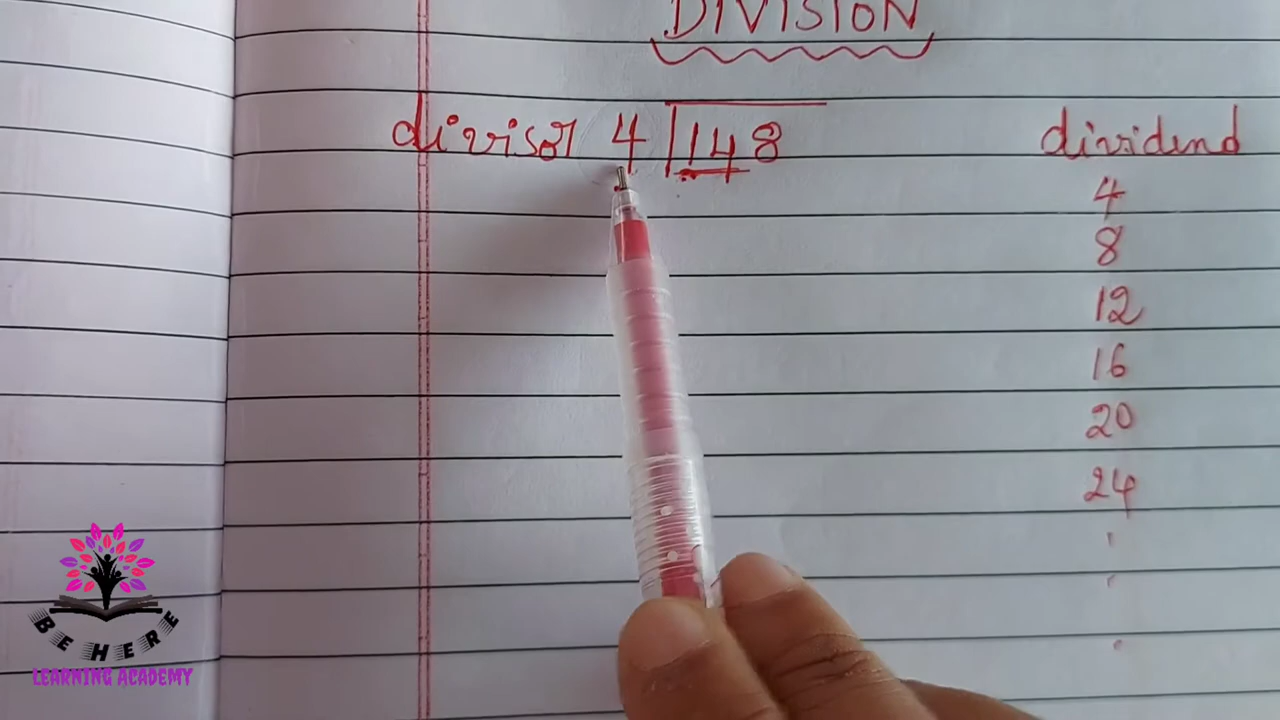 DIVISION
divisor 4 148
dividend
4
8
12
16
20
24
BE HERE
LEARNING ACADEMY